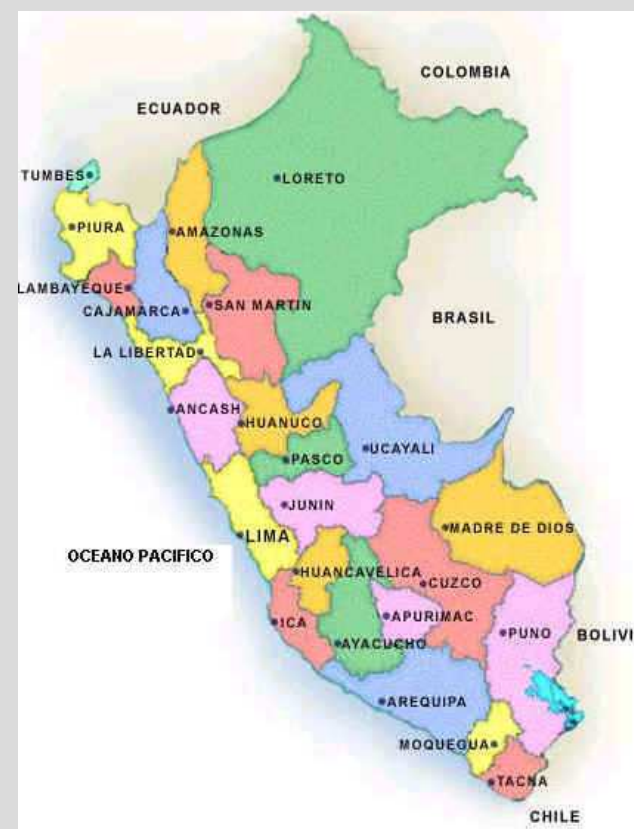 COLOMBIA
ECUADOR
TUMBES
LORETO
PIURA
AMAZONAS
LAMBAYEQUE
SAN MARTIN
CAJAMARCA
BRASIL
LA LIBERTAD
ANCASH
HUANUCO
UCAYALI
PASCO
JUNIN
MADRE DE DIOS
LIMA
OCEANO PACIFICO
HUANCAVELICA
CUZCO
APURIMAC
ICA
PUNO
BOLIVI
AYACUCHO
AREQUIPA
MOQUEGUA
TACNA
CHILE